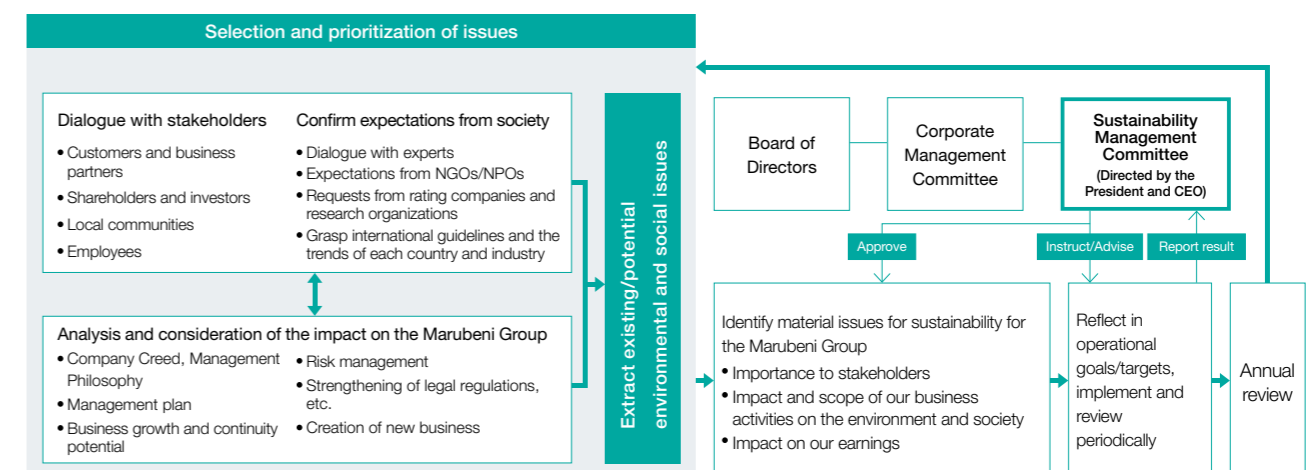 Selection and prioritization of issues
Dialogue with stakeholders
• Customers and business
partners
• Shareholders and investors
• Local communities
• Employees
Confirm expectations from society
• Dialogue with experts
• Expectations from NGOs/NPOs
• Requests from rating companies and
research organizations
• Grasp international guidelines and the
trends of each country and industry
Analysis and consideration of the impact on the Marubeni Group
• Company Creed, Management
Philosophy
• Management plan
• Business growth and continuity
potential
• Risk management
• Strengthening of legal regulations,
etc.
• Creation of new business
Extract existing/potential
environmental and social issues
Board of
Directors
Corporate
Management
Committee
Sustainability
Management
Committee
(Directed by the
President and CEO)
Approve
Instruct/Advise
Report result
Identify material issues for sustainability for
the Marubeni Group
• Importance to stakeholders
• Impact and scope of our business
activities on the environment and society
• Impact on our earnings
Reflect in
operational
goals/targets,
implement and
review
periodically
Annual
review